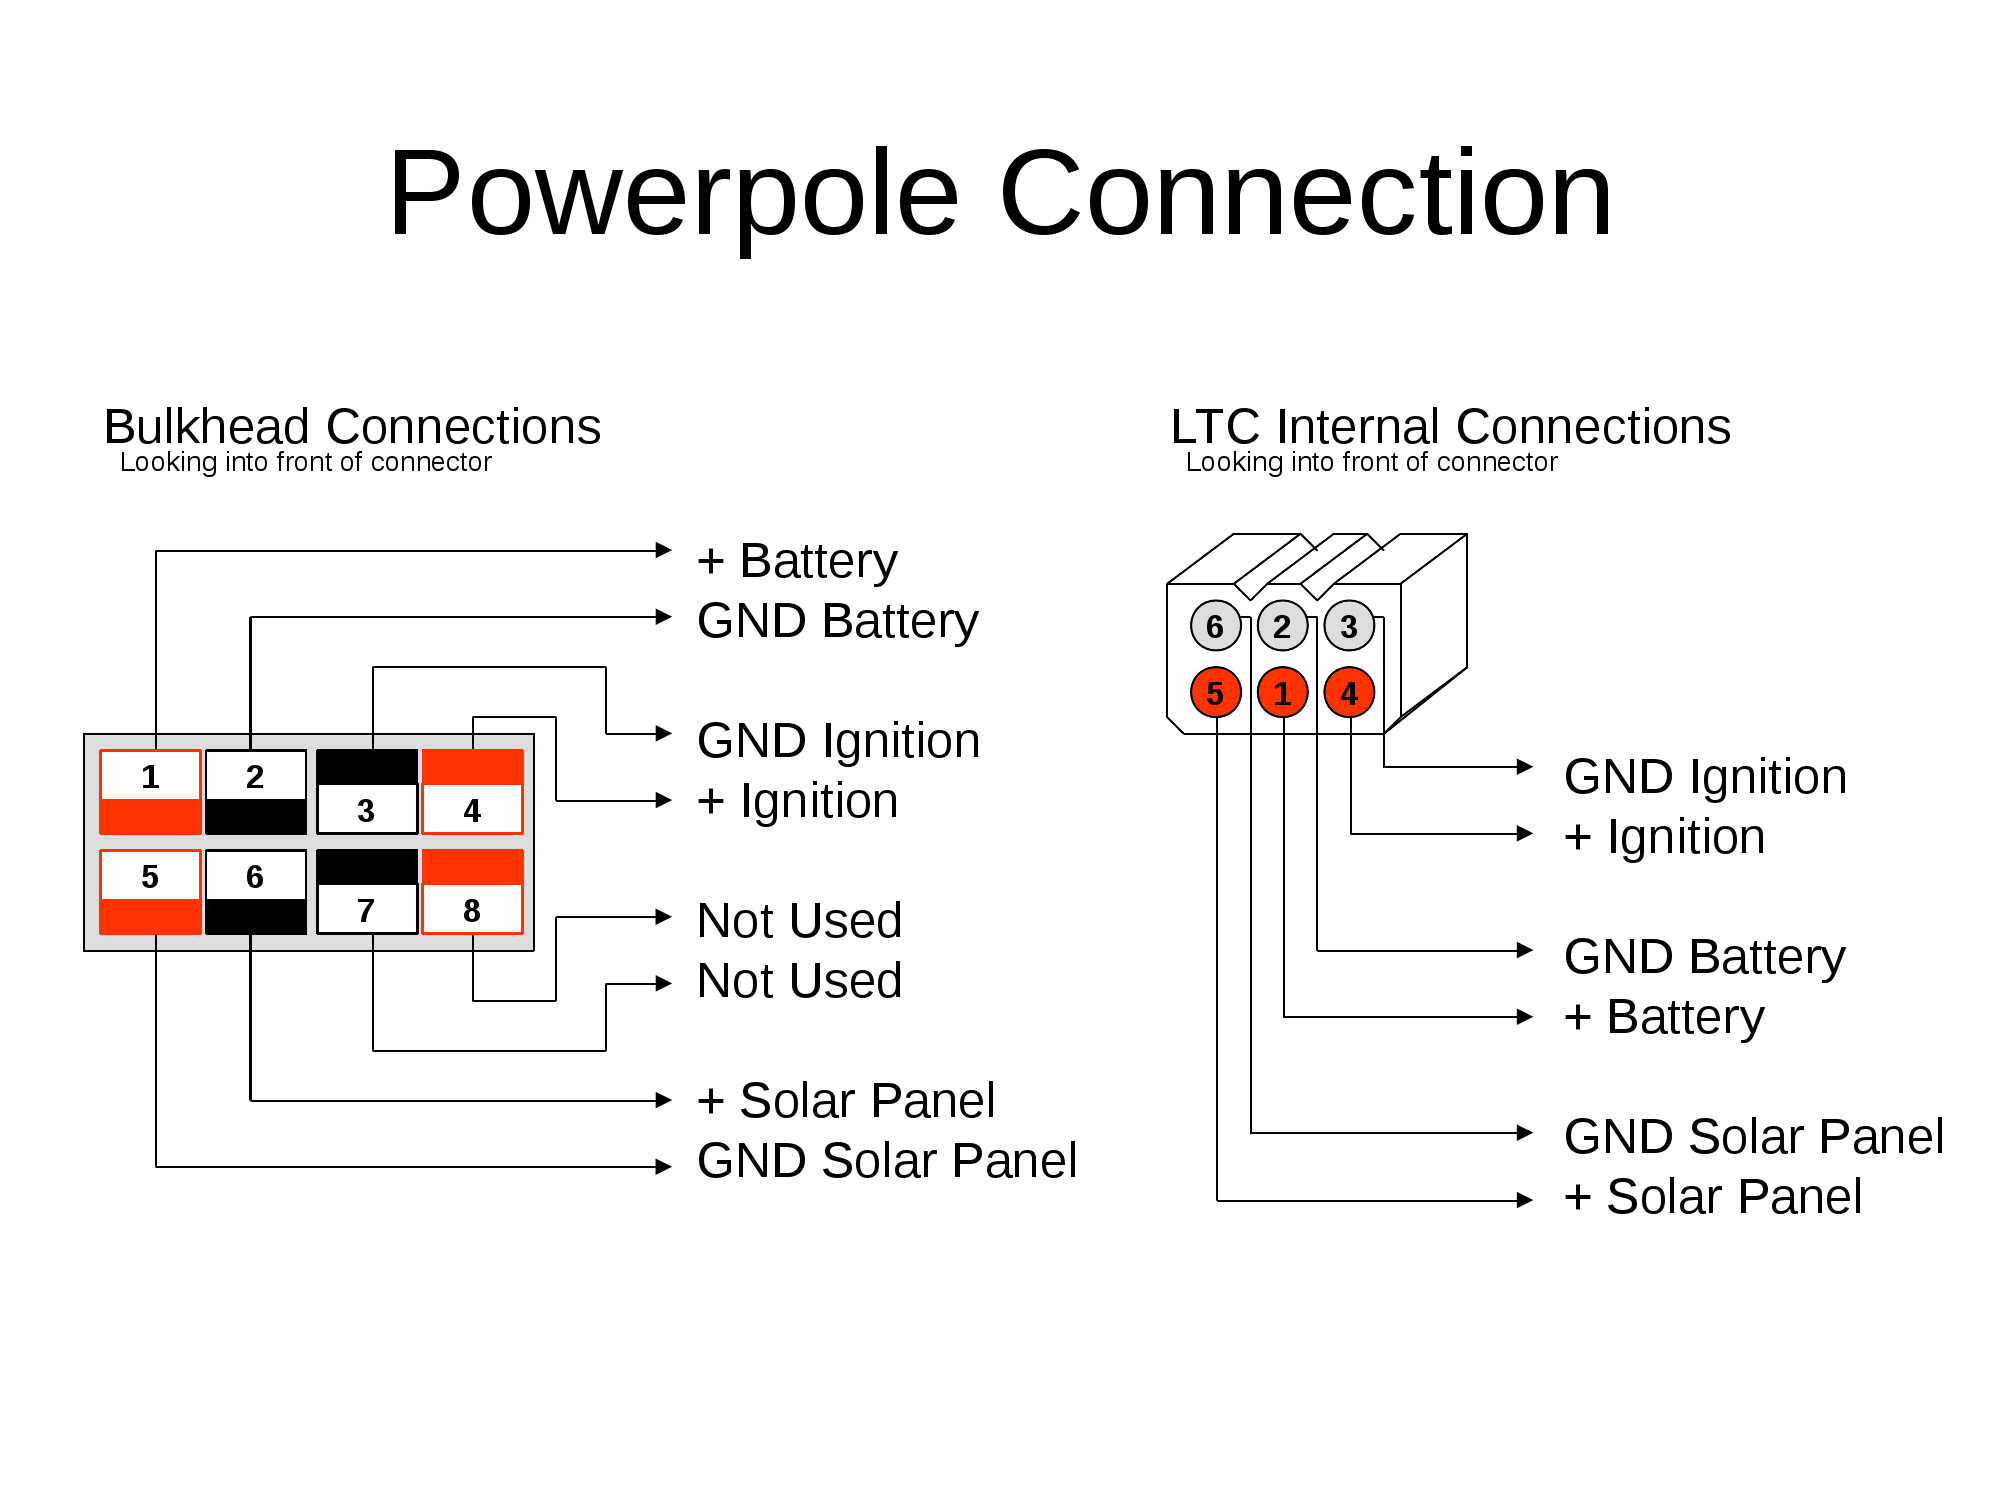 Powerpole Connection
Bulkhead Connections
Looking into front of connector
+ Battery
GND Battery
GND Ignition
+ Ignition
1 2 3 4
5 6 7 8
Not Used
Not Used
+ Solar Panel
GND Solar Panel
LTC Internal Connections
Looking into front of connector
6 2 3
5 1 4
GND Ignition
+ Ignition
GND Battery
+ Battery
GND Solar Panel
+ Solar Panel